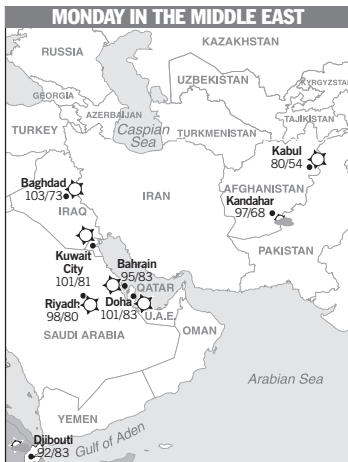 MONDAY IN THE MIDDLE EAST
KAZAKHSTAN
RUSSIA
UZBEKISTAN
KYRGYZSTAN
GEORGIA
AZERBAIJAN
TAJIKISTAN
TURKEY
Caspian
Sea
TURKMENISTAN
Kabul
80/54
Baghdad
103/73
IRAN
AFGHANISTAN
Kandahar
97/68
IRAQ
PAKISTAN
Kuwait
City
101/81
Bahrain
95/83
QATAR
Riyadh
98/80
Doha
101/83
U.A.E.
SAUDI ARABIA
OMAN
Arabian Sea
YEMEN
Djibouti
92/83
Gulf of Aden